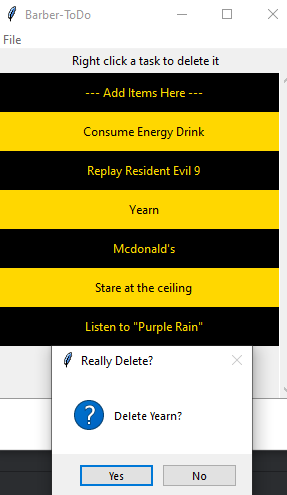 Barber-ToDo
File
Right click a task to delete it
--- Add Items Here ---
Consume Energy Drink
Replay Resident Evil 9
Yearn
Mcdonald's
Stare at the ceiling
Listen to "Purple Rain"
Really Delete?
?
Delete Yearn?
Yes
No